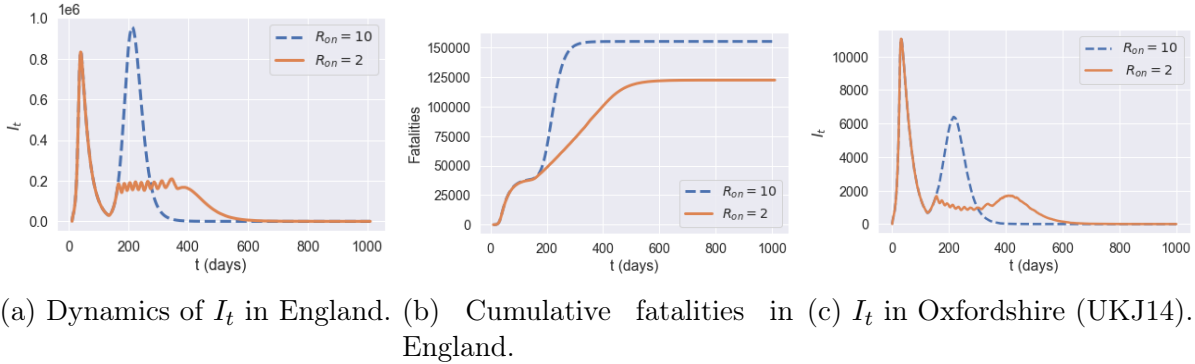 1e6
1.0
0.8
0.6
0.4
0.2
0.0
I_t
R_on = 10
R_on = 2
0 200 400 600 800 1000
t (days)
150000
125000
100000
75000
50000
25000
0
Fatalities
R_on = 10
R_on = 2
0 200 400 600 800 1000
t (days)
10000
8000
6000
4000
2000
0
I_t
R_on = 10
R_on = 2
0 200 400 600 800 1000
t (days)
(a) Dynamics of I_t in England.
(b) Cumulative fatalities in
England.
(c) I_t in Oxfordshire (UKJ14).